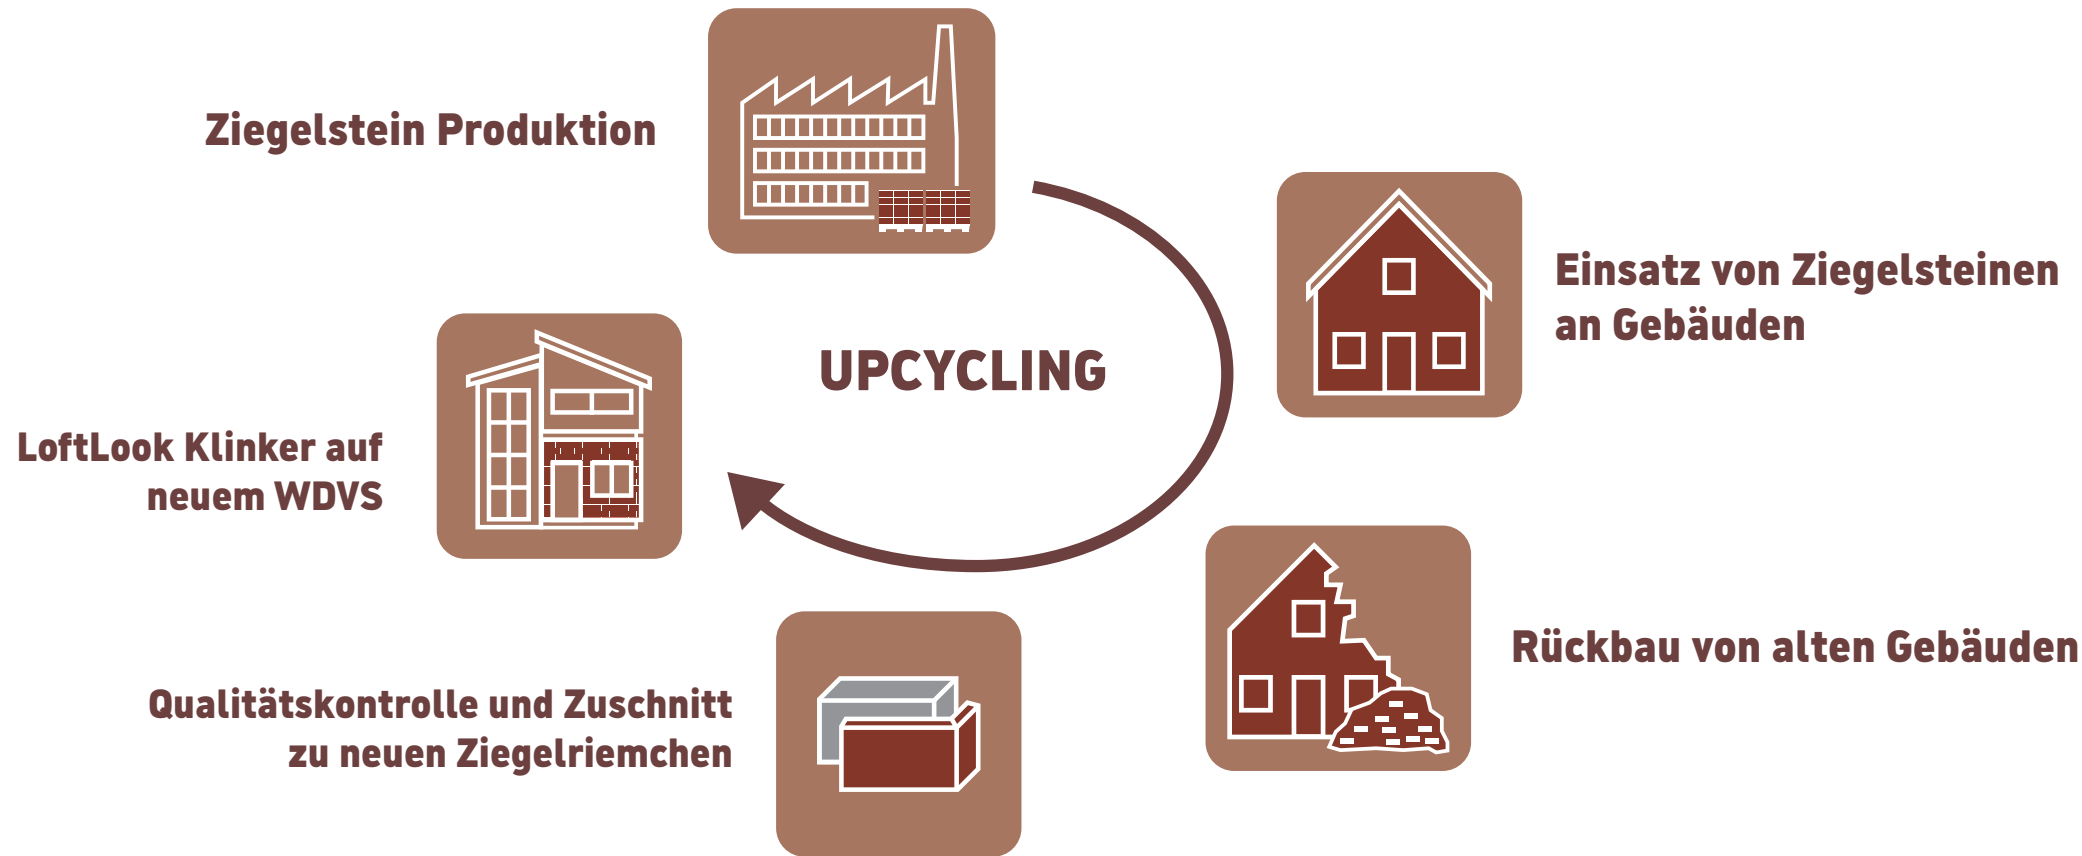 Ziegelstein Produktion
Einsatz von Ziegelsteinen
an Gebäuden
UPCYCLING
LoftLook Klinker auf
neuem WDVS
Rückbau von alten Gebäuden
Qualitätskontrolle und Zuschnitt
zu neuen Ziegelriemchen